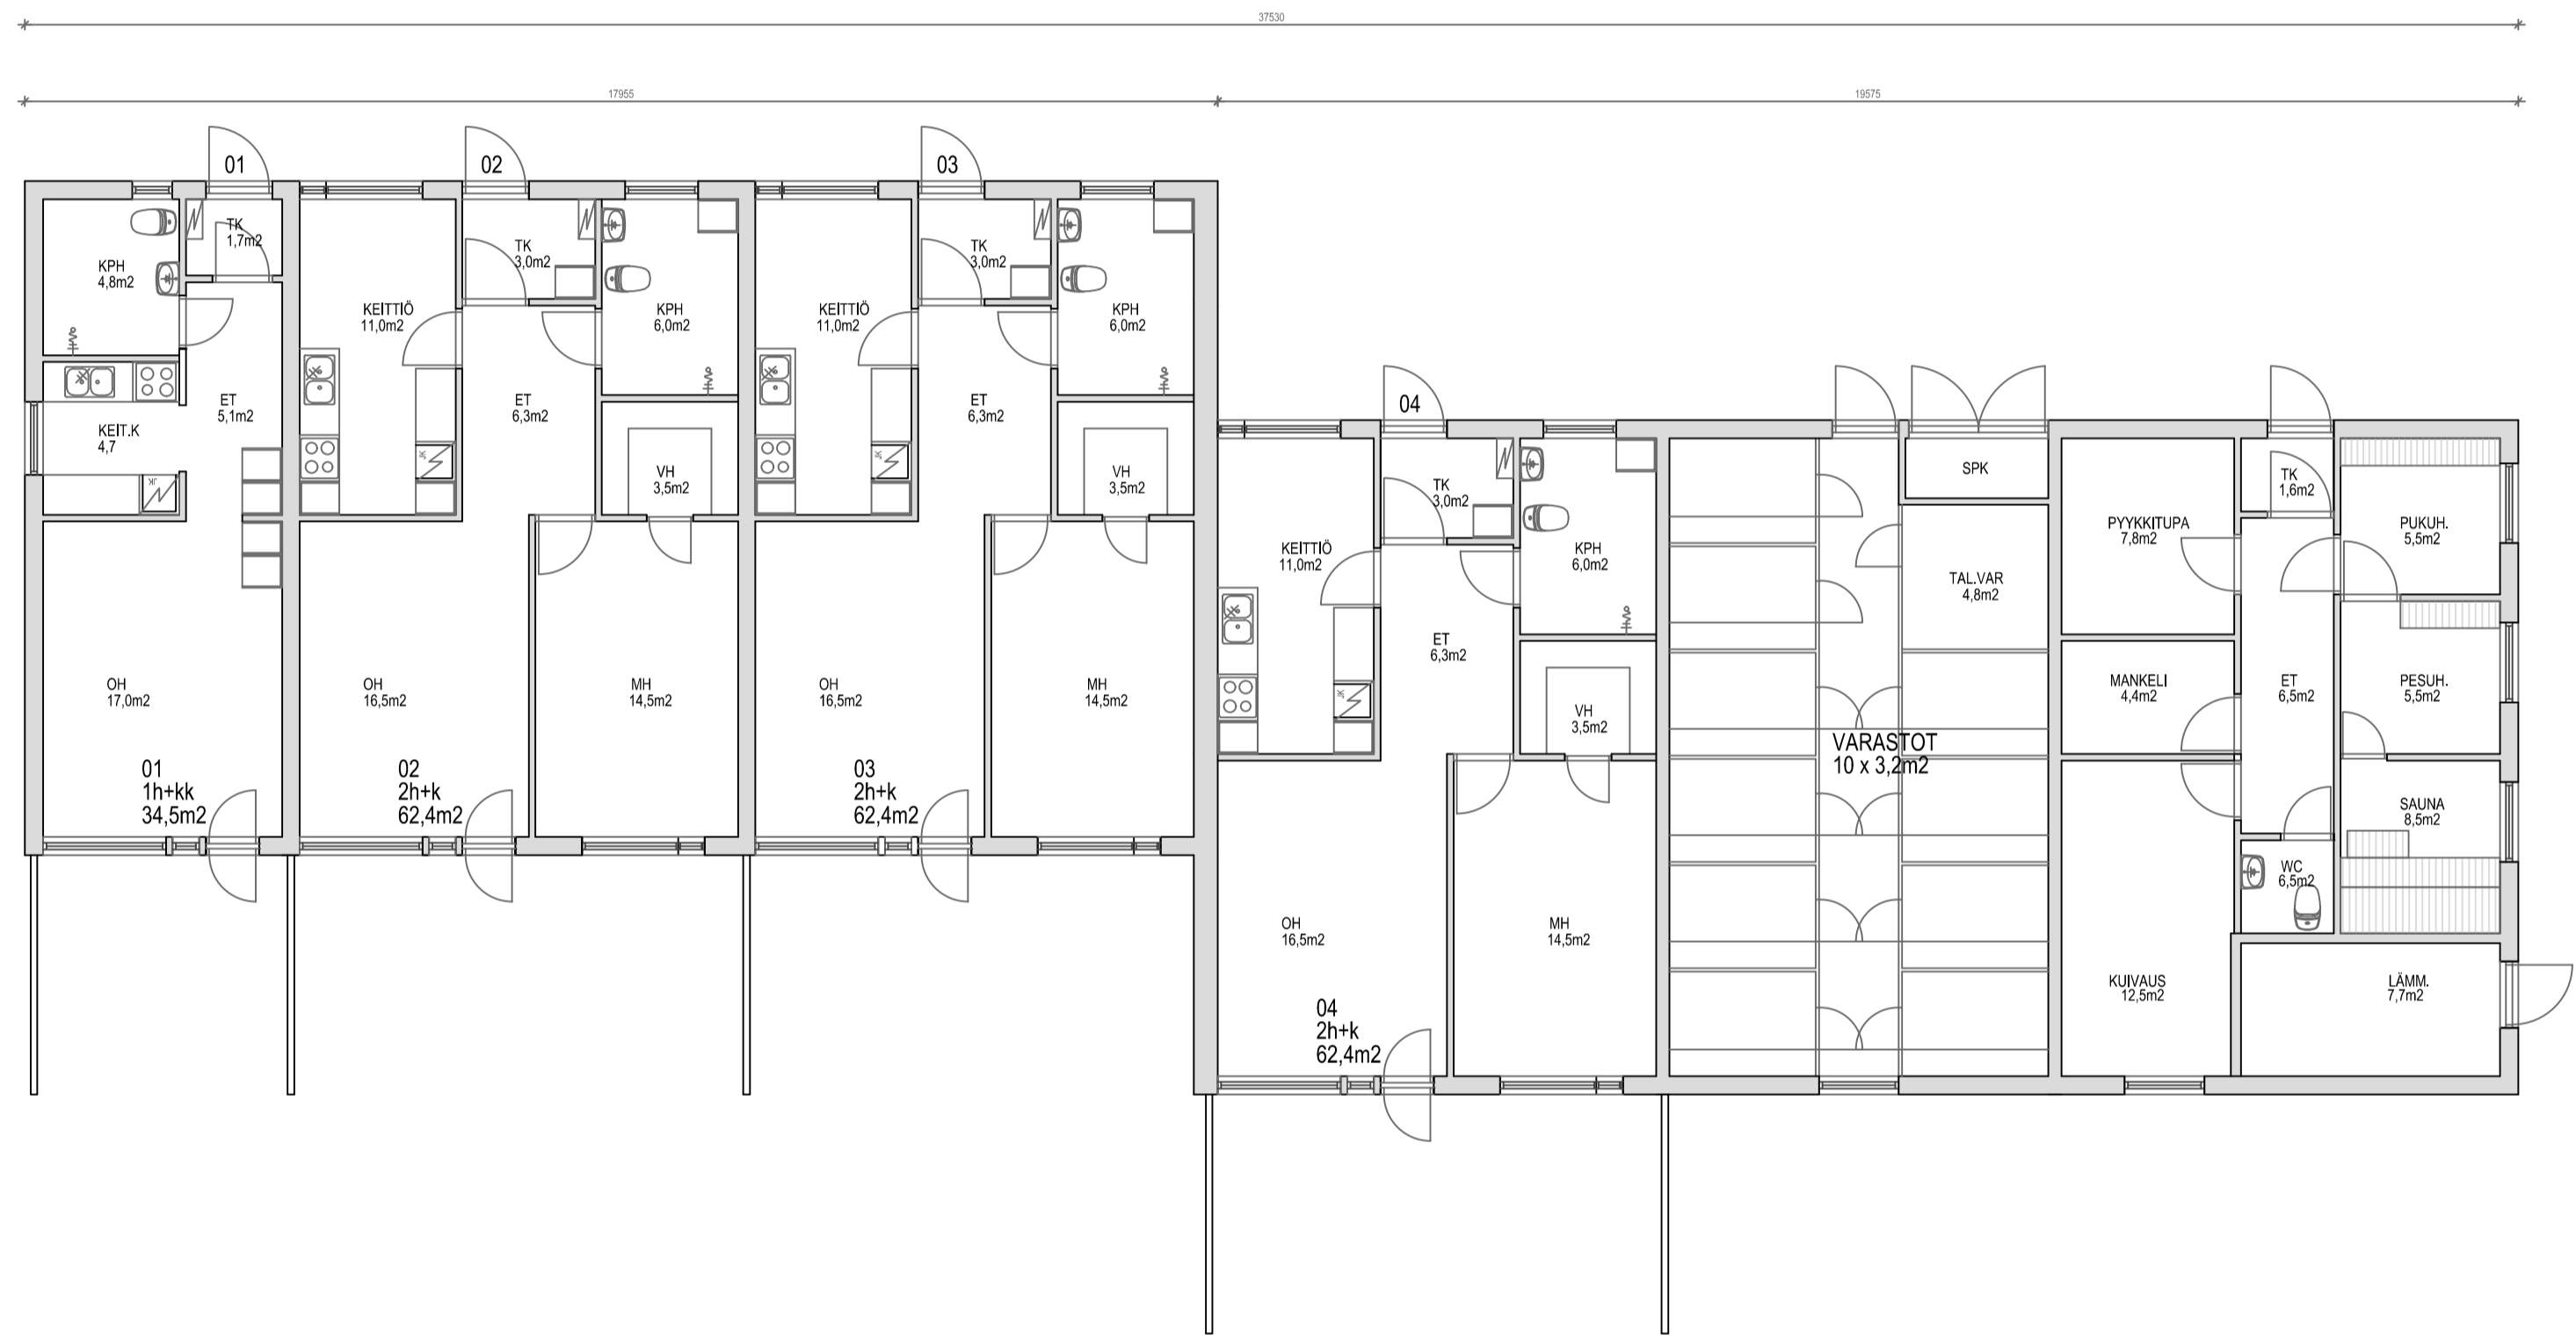 37530
17955
19575
01
02
03
TK
1,7m2
KPH
4,8m2
KEIT.K
4,7
JK
ET
5,1m2
OH
17,0m2
01
1h+kk
34,5m2
KEITTIÖ
11,0m2
TK
3,0m2
KPH
6,0m2
ET
6,3m2
JK
VH
3,5m2
OH
16,5m2
MH
14,5m2
02
2h+k
62,4m2
KEITTIÖ
11,0m2
TK
3,0m2
KPH
6,0m2
ET
6,3m2
JK
VH
3,5m2
OH
16,5m2
MH
14,5m2
03
2h+k
62,4m2
04
KEITTIÖ
11,0m2
TK
3,0m2
KPH
6,0m2
ET
6,3m2
JK
VH
3,5m2
OH
16,5m2
MH
14,5m2
04
2h+k
62,4m2
SPK
TAL.VAR
4,8m2
VARASTOT
10 x 3,2m2
PYYKKITUPA
7,8m2
TK
1,6m2
PUKUH.
5,5m2
MANKELI
4,4m2
ET
6,5m2
PESUH.
5,5m2
SAUNA
8,5m2
WC
6,5m2
KUIVAUS
12,5m2
LÄMM.
7,7m2